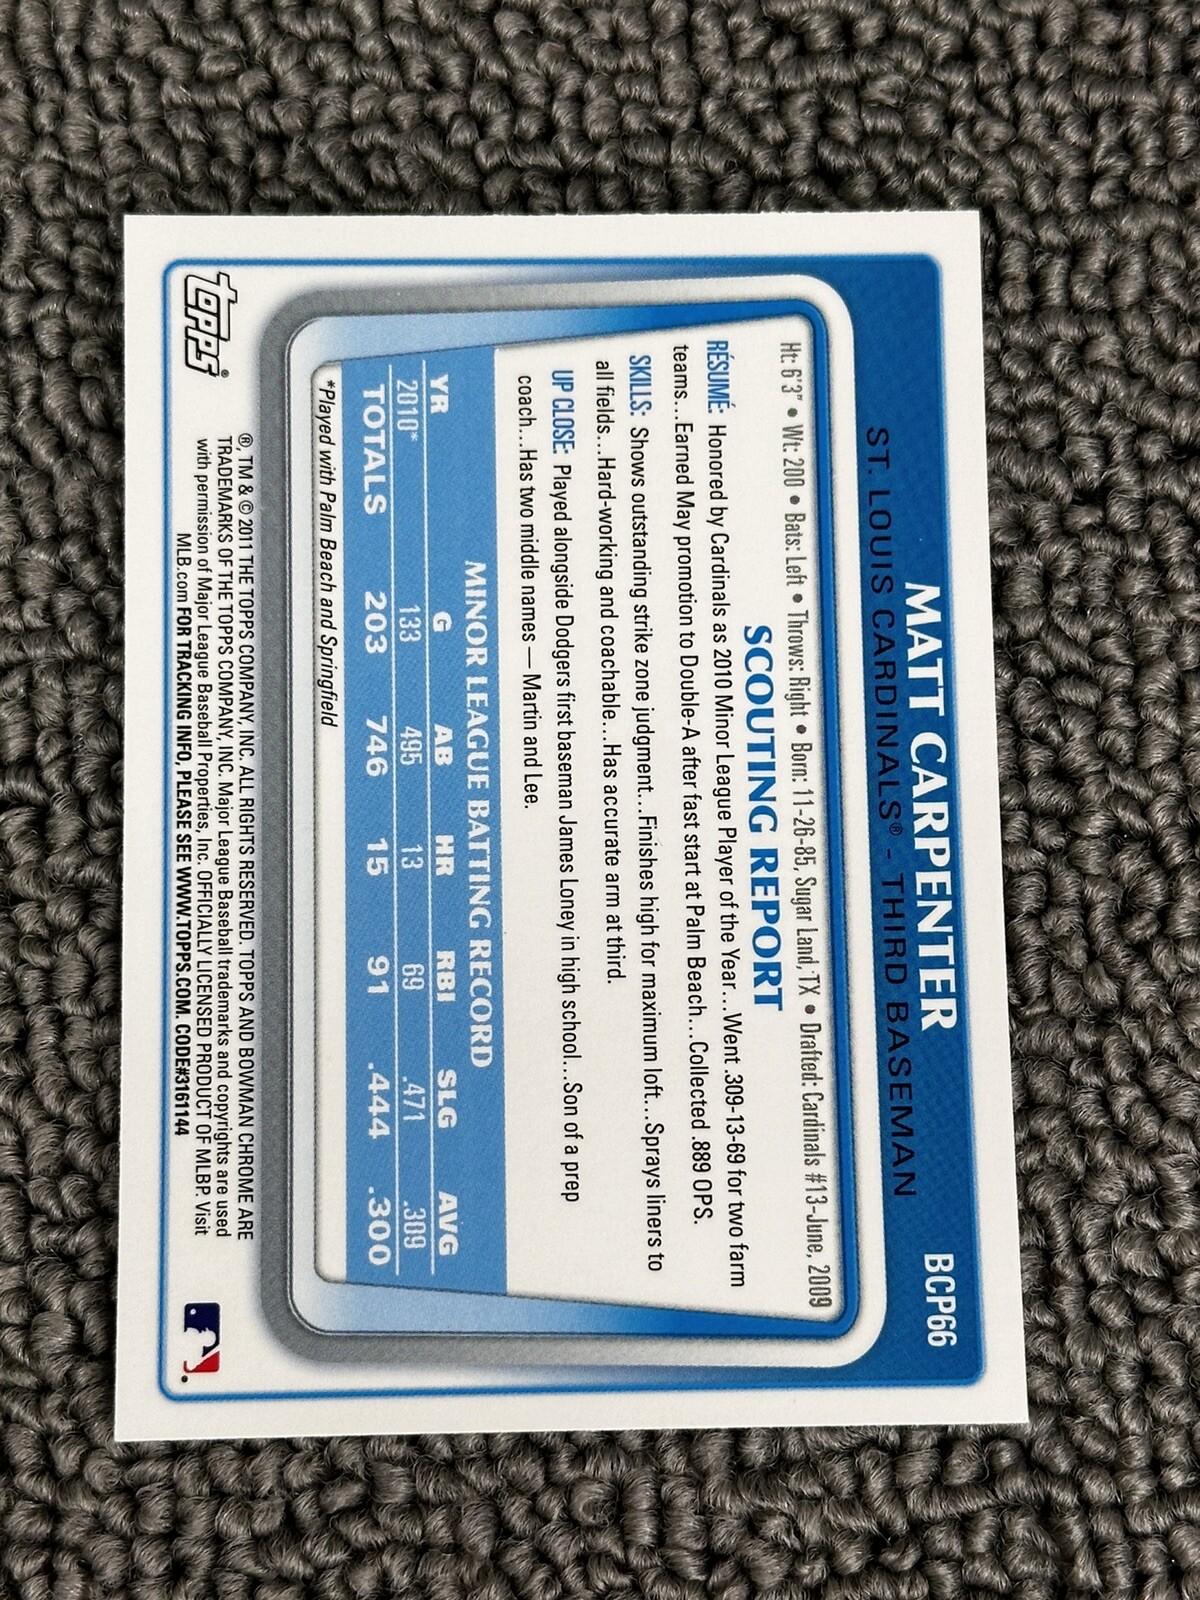 MATT CARPENTER
BCP66
ST. LOUIS CARDINALS® - THIRD BASEMAN
Ht: 6'3" • Wt: 200 • Bats: Left • Throws: Right • Born: 11-26-85, Sugar Land, TX • Drafted: Cardinals #13-June, 2009
SCOUTING REPORT
RÉSUMÉ: Honored by Cardinals as 2010 Minor League Player of the Year...Went .309-13-69 for two farm
teams...Earned May promotion to Double-A after fast start at Palm Beach...Collected .889 OPS.
SKILLS: Shows outstanding strike zone judgment....Finishes high for maximum loft...Sprays liners to
all fields...Hard-working and coachable...Has accurate arm at third.
UP CLOSE: Played alongside Dodgers first baseman James Loney in high school...Son of a prep
coach...Has two middle names — Martin and Lee.
MINOR LEAGUE BATTING RECORD
YR G AB HR RBI SLG AVG
2010* 133 495 13 69 .471 .309
TOTALS 203 746 15 91 .444 .300
*Played with Palm Beach and Springfield
topps®
®, TM & © 2011 THE TOPPS COMPANY, INC. ALL RIGHTS RESERVED. TOPPS AND BOWMAN CHROME ARE
TRADEMARKS OF THE TOPPS COMPANY, INC. Major League Baseball trademarks and copyrights are used
with permission of Major League Baseball Properties, Inc. OFFICIALLY LICENSED PRODUCT OF MLBP. Visit
MLB.com FOR TRACKING INFO, PLEASE SEE WWW.TOPPS.COM. CODE#3161144